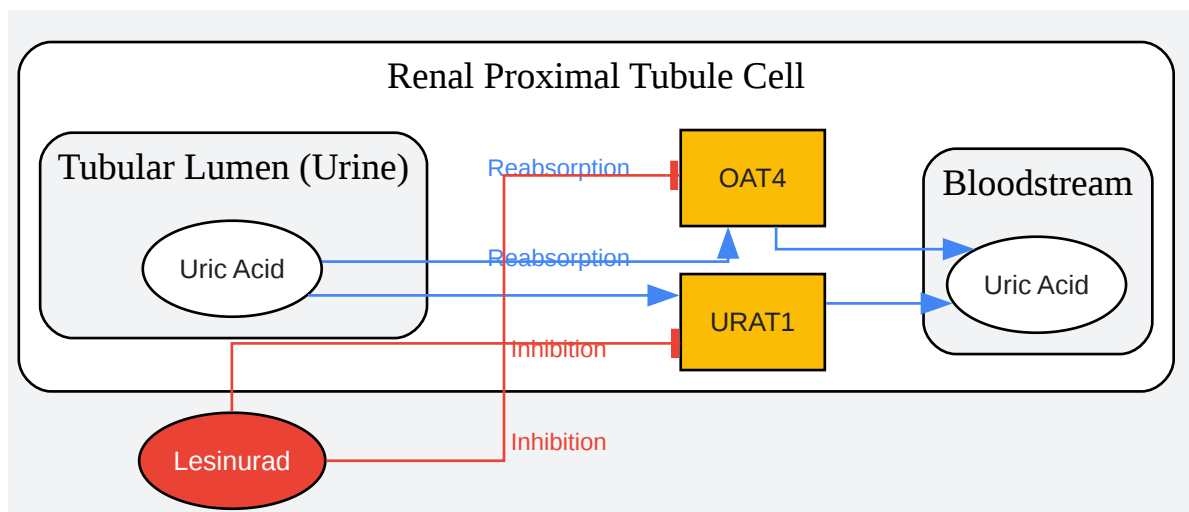 Renal Proximal Tubule Cell
Tubular Lumen (Urine)
Reabsorption
OAT4
Bloodstream
Uric Acid
Reabsorption
Uric Acid
URAT1
Inhibition
Inhibition
Lesinurad